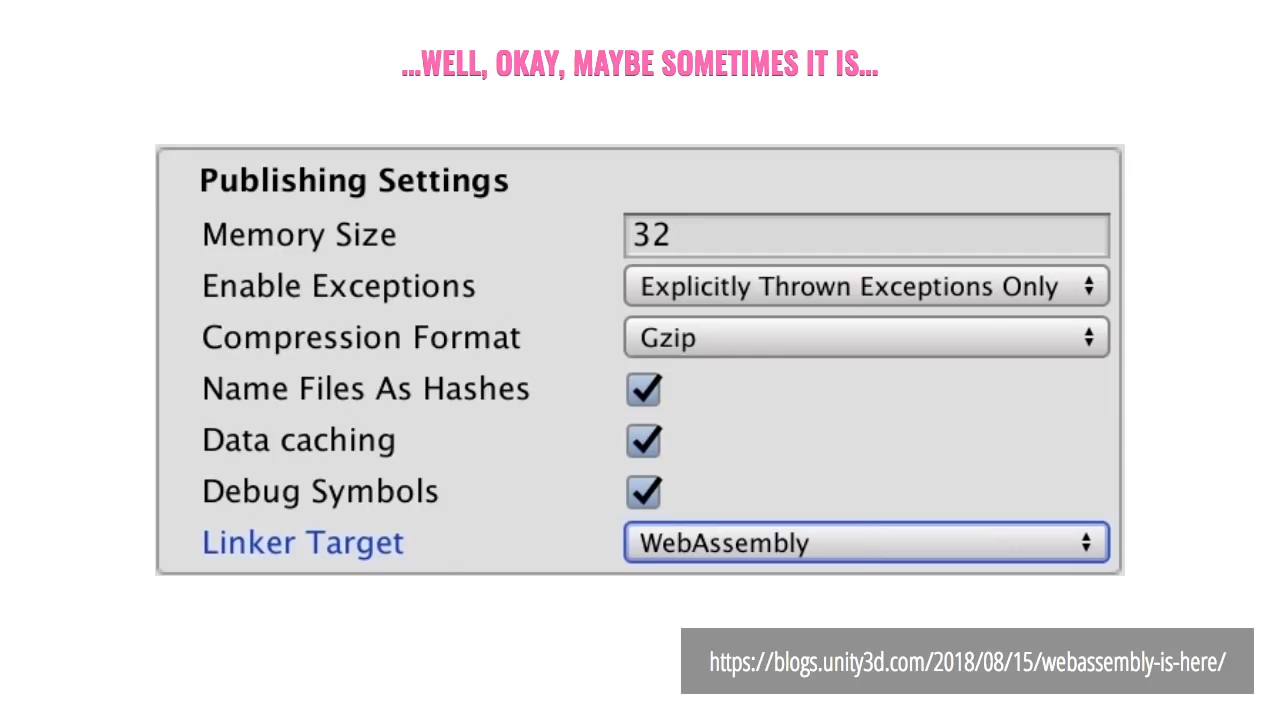 ...WELL, OKAY, MAYBE SOMETIMES IT IS...
Publishing Settings
Memory Size 32
Enable Exceptions Explicitly Thrown Exceptions Only
Compression Format Gzip
Name Files As Hashes
Data caching
Debug Symbols
Linker Target WebAssembly
https://blogs.unity3d.com/2018/08/15/webassembly-is-here/